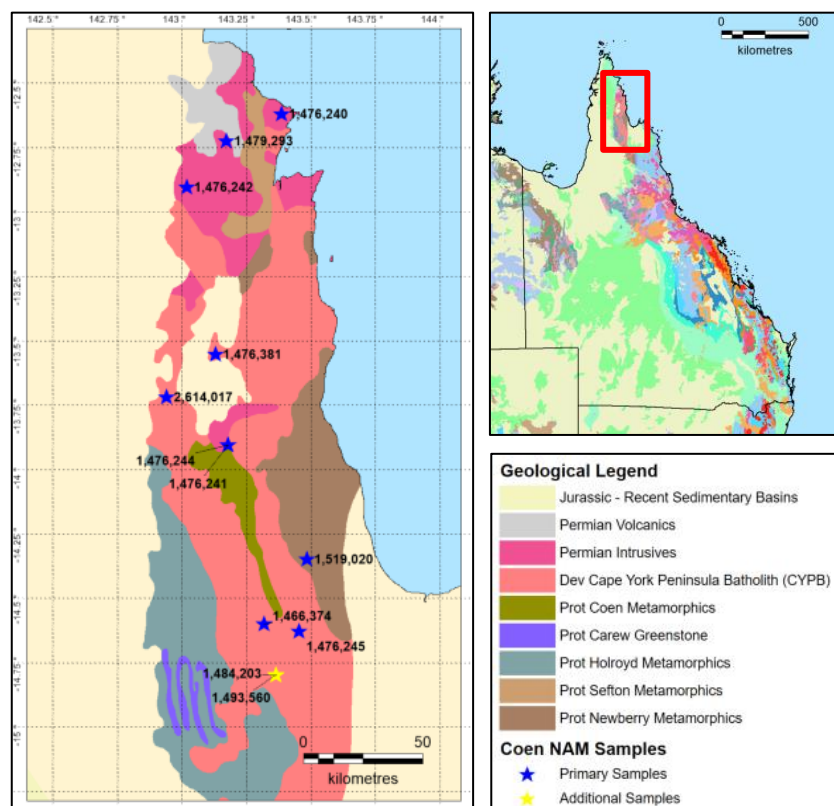 142.5°
142.75°
143.°
143.25°
143.5°
143.75°
144.°
-12.5°
-12.75°
-13.°
-13.25°
-13.5°
-13.75°
-14.°
-14.25°
-14.5°
-14.75°
-15.°
1,476,240
1,479,293
1,476,242
1,476,381
2,614,017
1,476,244
1,476,241
1,519,020
1,466,374
1,476,245
1,484,203
1,493,560
0 50
kilometres
0 500
kilometres
Geological Legend
Jurassic - Recent Sedimentary Basins
Permian Volcanics
Permian Intrusives
Dev Cape York Peninsula Batholith (CYPB)
Prot Coen Metamorphics
Prot Carew Greenstone
Prot Holroyd Metamorphics
Prot Sefton Metamorphics
Prot Newberry Metamorphics
Coen NAM Samples
Primary Samples
Additional Samples